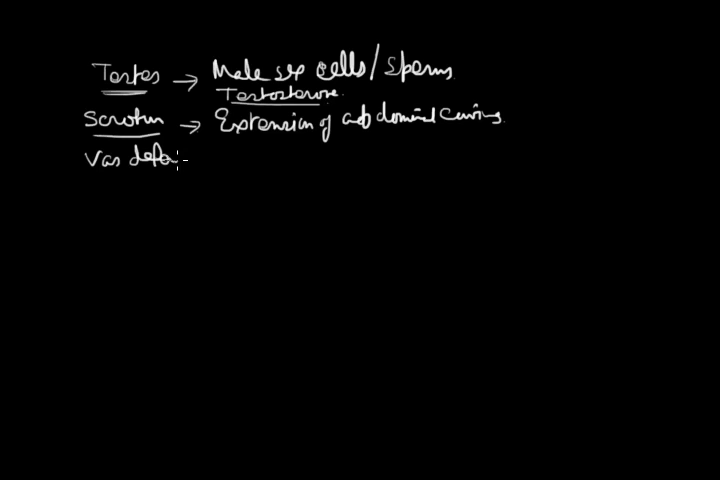 Testes → Male sex cells/Sperms
Testosterone.
Scrotum → Extension of abdominal cavity.
Vas defe